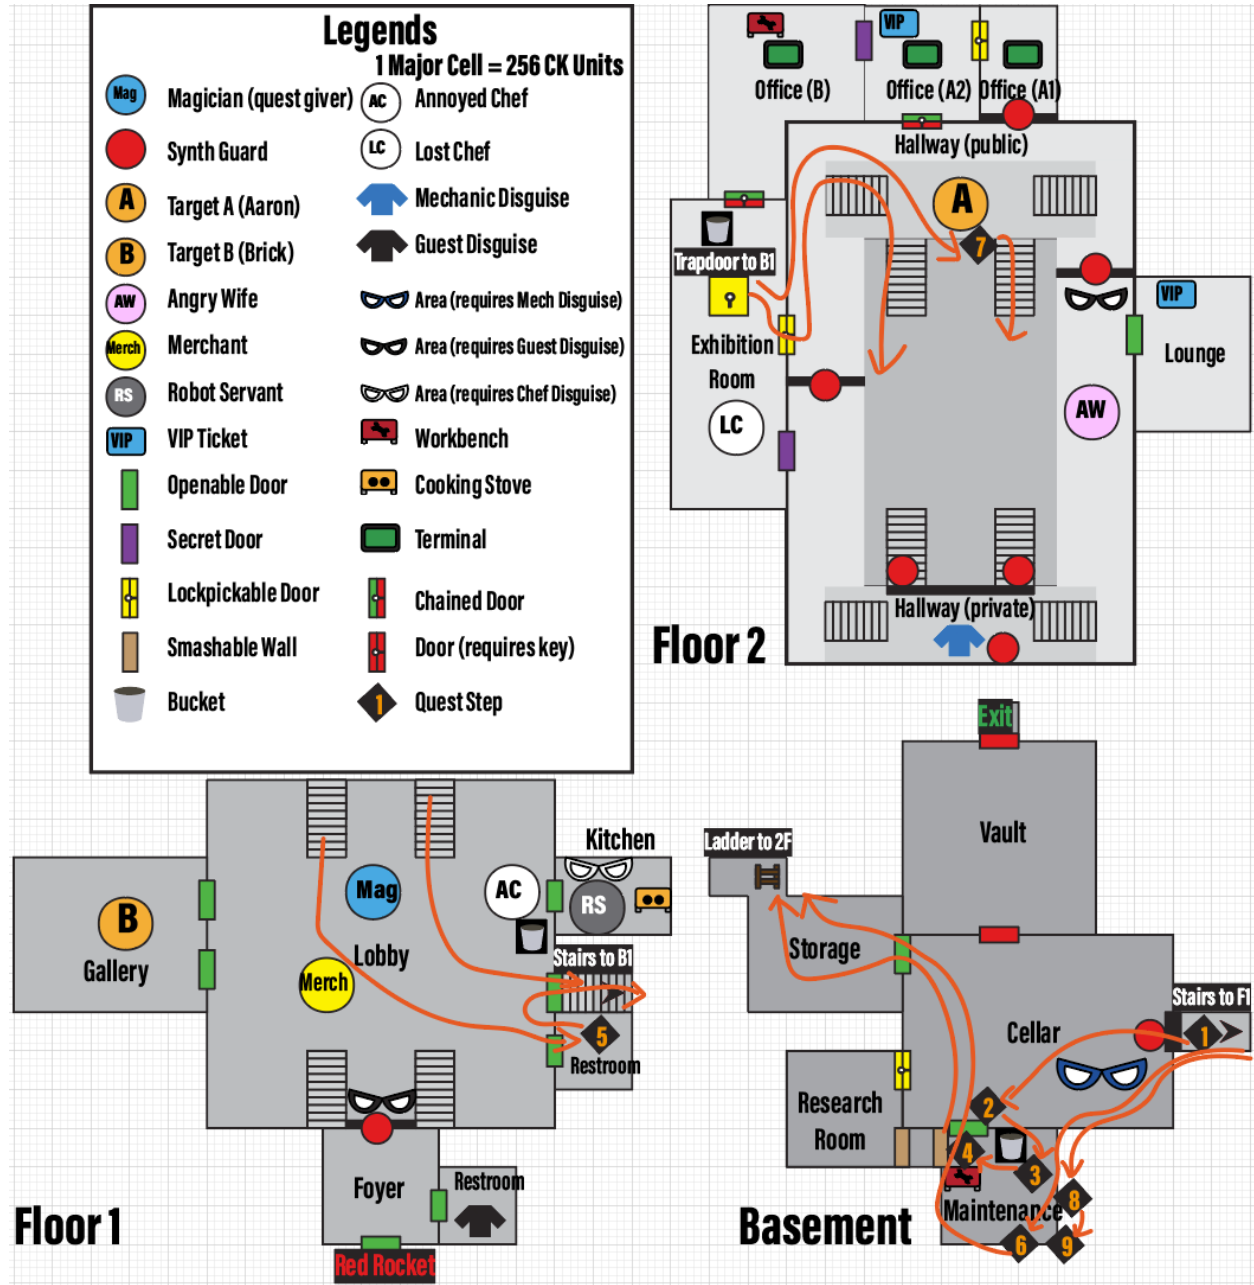 Legends
1 Major Cell = 256 CK Units
Mag
Magician (quest giver)
AC
Annoyed Chef
Synth Guard
LC
Lost Chef
A
Target A (Aaron)
Mechanic Disguise
B
Target B (Brick)
Guest Disguise
AW
Angry Wife
Area (requires Mech Disguise)
Merch
Merchant
Area (requires Guest Disguise)
RS
Robot Servant
Area (requires Chef Disguise)
VIP
VIP Ticket
Workbench
Openable Door
Cooking Stove
Secret Door
Terminal
Lockpickable Door
Chained Door
Smashable Wall
Door (requires key)
Bucket
1
Quest Step
VIP
Office (B)
Office (A2)
Office (A1)
Hallway (public)
A
7
Trapdoor to B1
VIP
Exhibition
Room
Lounge
LC
AW
Hallway (private)
Floor 2
Exit
Vault
Ladder to 2F
Storage
Stairs to F1
Cellar
1
2
Research
Room
4
3
8
Maintenance
6
9
Basement
Kitchen
Mag
AC
RS
B
Gallery
Lobby
Stairs to B1
Merch
5
Restroom
Foyer
Restroom
Floor 1
Red Rocket